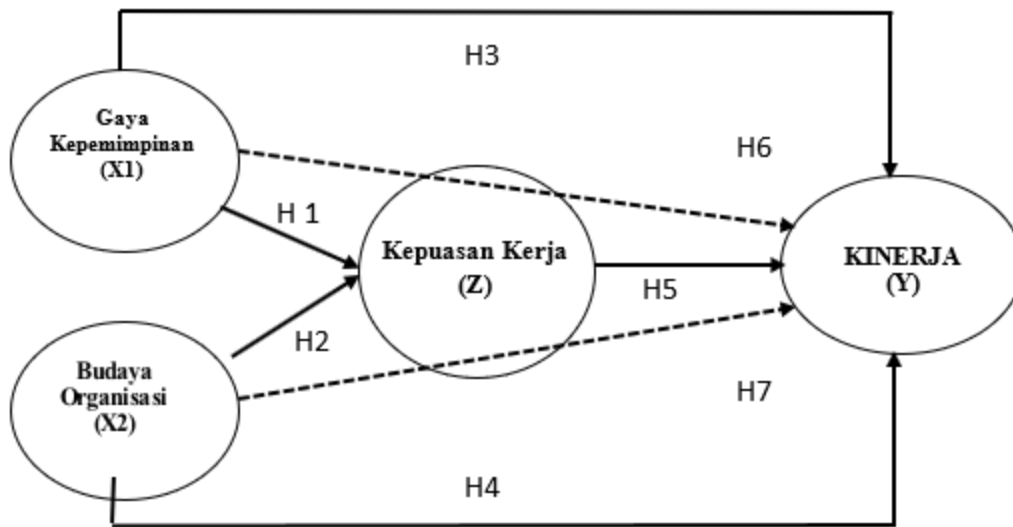 H3
Gaya
Kepemimpinan
(X1)
H6
H 1
Kepuasan Kerja
(Z)
KINERJA
(Y)
H5
H2
Budaya
Organisasi
(X2)
H7
H4